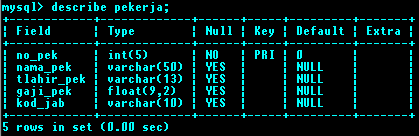 mysql> describe pekerja;
+-----------+-------------+------+-----+---------+-------+
| Field     | Type        | Null | Key | Default | Extra |
+-----------+-------------+------+-----+---------+-------+
| no_pek    | int(5)      | NO   | PRI | 0       |       |
| nama_pek  | varchar(50) | YES  |     | NULL    |       |
| tlahir_pek | varchar(13) | YES  |     | NULL    |       |
| gaji_pek  | float(9,2)  | YES  |     | NULL    |       |
| kod_jab   | varchar(10) | YES  |     | NULL    |       |
+-----------+-------------+------+-----+---------+-------+
5 rows in set (0.00 sec)